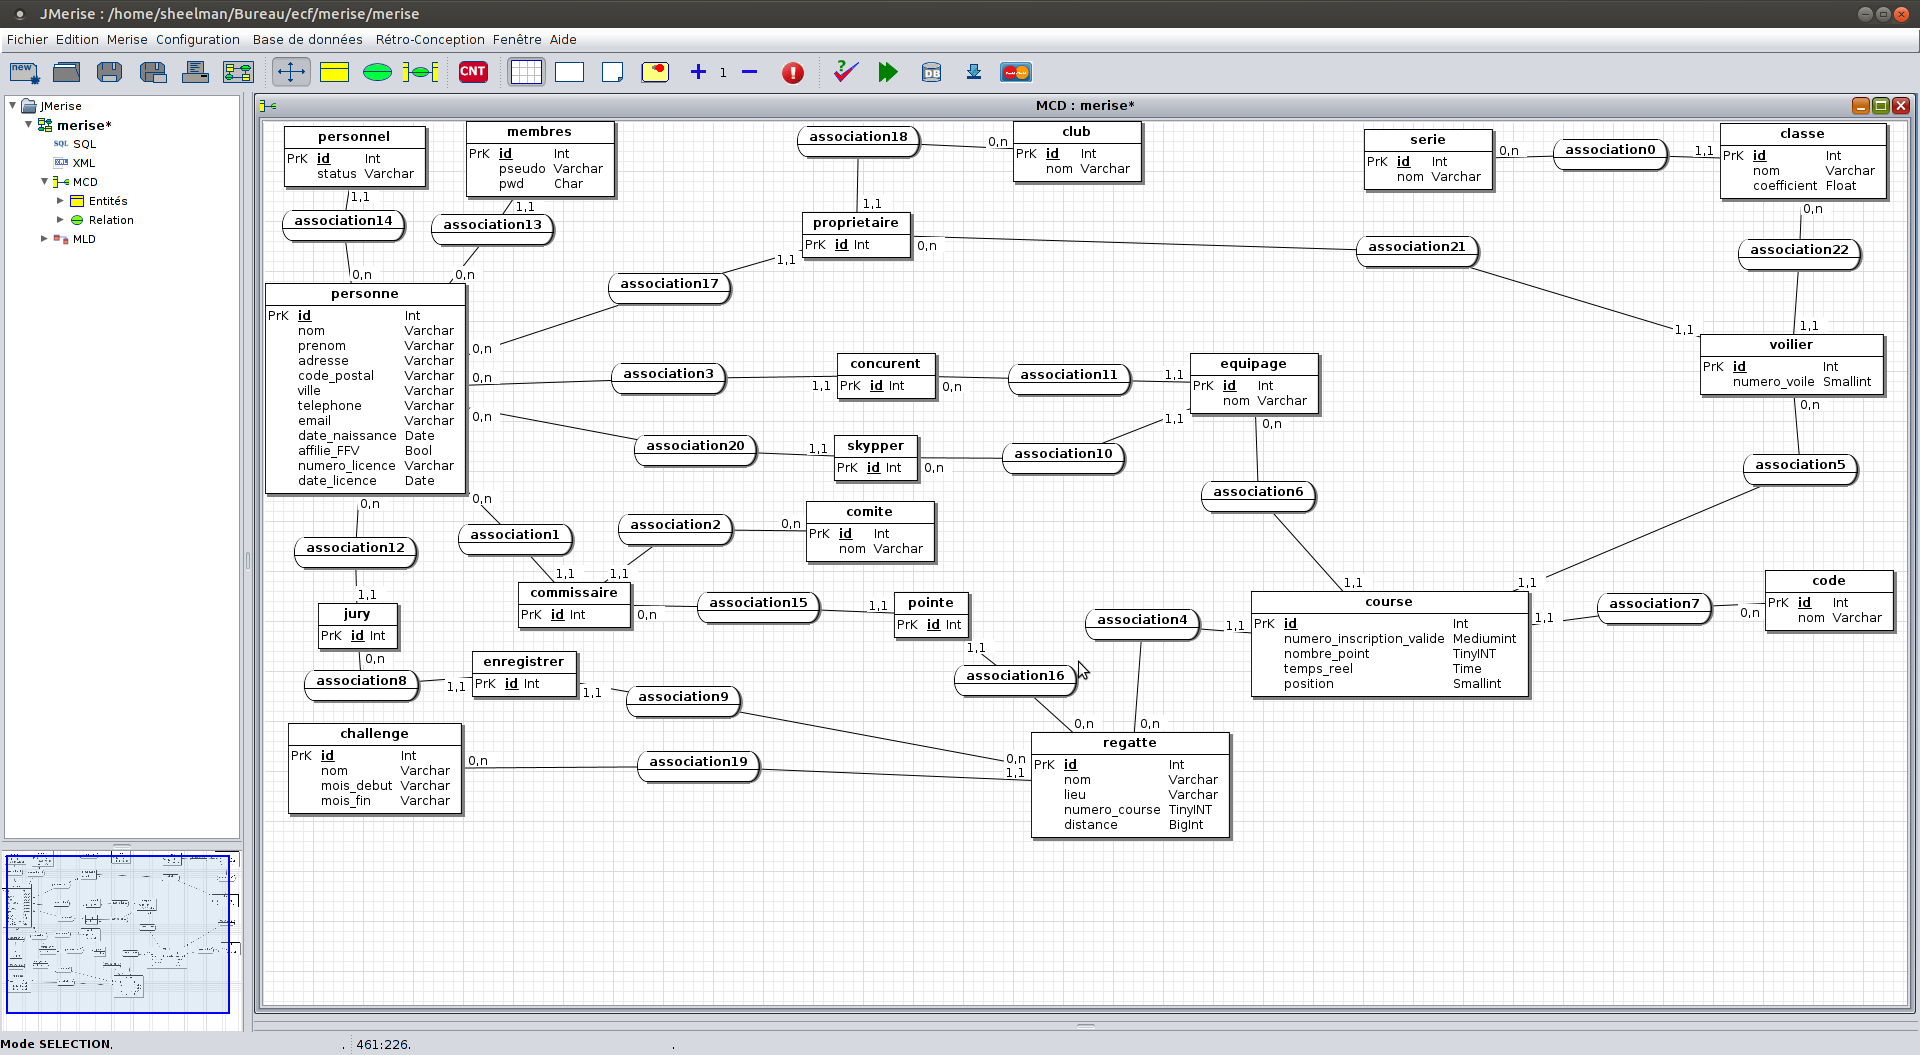 JMerise : /home/sheelman/Bureau/ecf/merise/merise
Fichier Edition Merise Configuration Base de données Rétro-Conception Fenêtre Aide
new CNT 1 DB
JMerise
merise*
SQL SQL
XML XML
MCD
Entités
Relation
MLD
MCD : merise*
personnel
PrK id Int
status Varchar
membres
PrK id Int
pseudo Varchar
pwd Char
association18
0,n
club
PrK id Int
nom Varchar
serie
PrK id Int
nom Varchar
0,n
association0
1,1
classe
PrK id Int
nom Varchar
coefficient Float
1,1
association14
0,n
1,1
association13
0,n
1,1
proprietaire
PrK id Int
0,n
association21
1,1
0,n
association22
1,1
1,1
association17
0,n
personne
PrK id Int
nom Varchar
prenom Varchar
adresse Varchar
code_postal Varchar
ville Varchar
telephone Varchar
email Varchar
date_naissance Date
affilie_FFV Bool
numero_licence Varchar
date_licence Date
0,n
association3
1,1
concurent
PrK id Int
0,n
association11
1,1
equipage
PrK id Int
nom Varchar
voilier
PrK id Int
numero_voile Smallint
0,n
association20
1,1
skypper
PrK id Int
0,n
association10
1,1
0,n
association6
1,1
0,n
association5
1,1
0,n
association1
1,1
association2
0,n
1,1
comite
PrK id Int
nom Varchar
0,n
association12
1,1
jury
PrK id Int
0,n
association8
1,1
commissaire
PrK id Int
0,n
association15
1,1
pointe
PrK id Int
1,1
association16
0,n
association4
1,1
0,n
course
PrK id Int
numero_inscription_valide Mediumint
nombre_point TinyINT
temps_reel Time
position Smallint
1,1
association7
0,n
code
PrK id Int
nom Varchar
enregistrer
PrK id Int
1,1
association9
0,n
challenge
PrK id Int
nom Varchar
mois_debut Varchar
mois_fin Varchar
0,n
association19
1,1
regatte
PrK id Int
nom Varchar
lieu Varchar
numero_course TinyINT
distance BigInt
Mode SELECTION. . 461:226. .